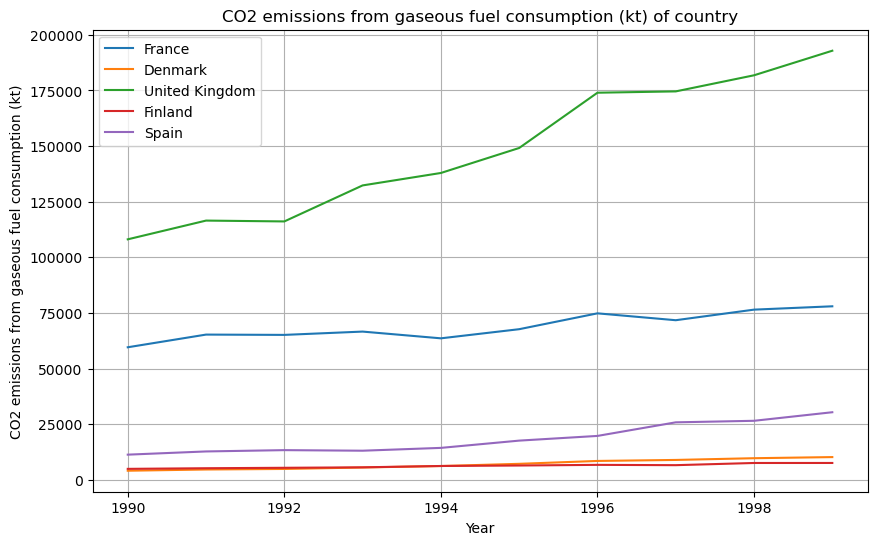 CO2 emissions from gaseous fuel consumption (kt) of country
CO2 emissions from gaseous fuel consumption (kt)
200000
175000
150000
125000
100000
75000
50000
25000
0
France
Denmark
United Kingdom
Finland
Spain
1990
1992
1994
1996
1998
Year